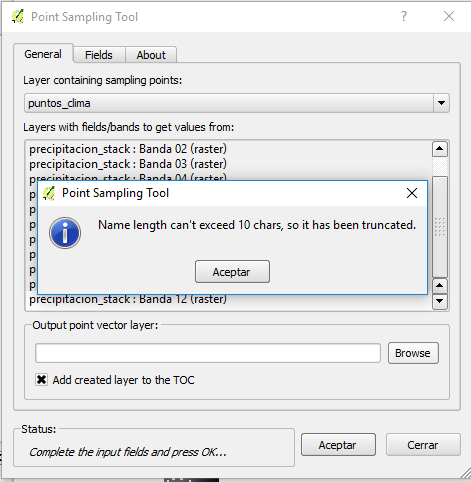 Point Sampling Tool
General
Fields
About
Layer containing sampling points:
puntos_clima
Layers with fields/bands to get values from:
precipitacion_stack : Banda 02 (raster)
precipitacion_stack : Banda 03 (raster)
precipitacion_stack : Banda 04 (raster)
Point Sampling Tool
Name length can't exceed 10 chars, so it has been truncated.
Aceptar
precipitacion_stack : Banda 12 (raster)
Output point vector layer:
Browse
Add created layer to the TOC
Status:
Complete the input fields and press OK...
Aceptar
Cerrar